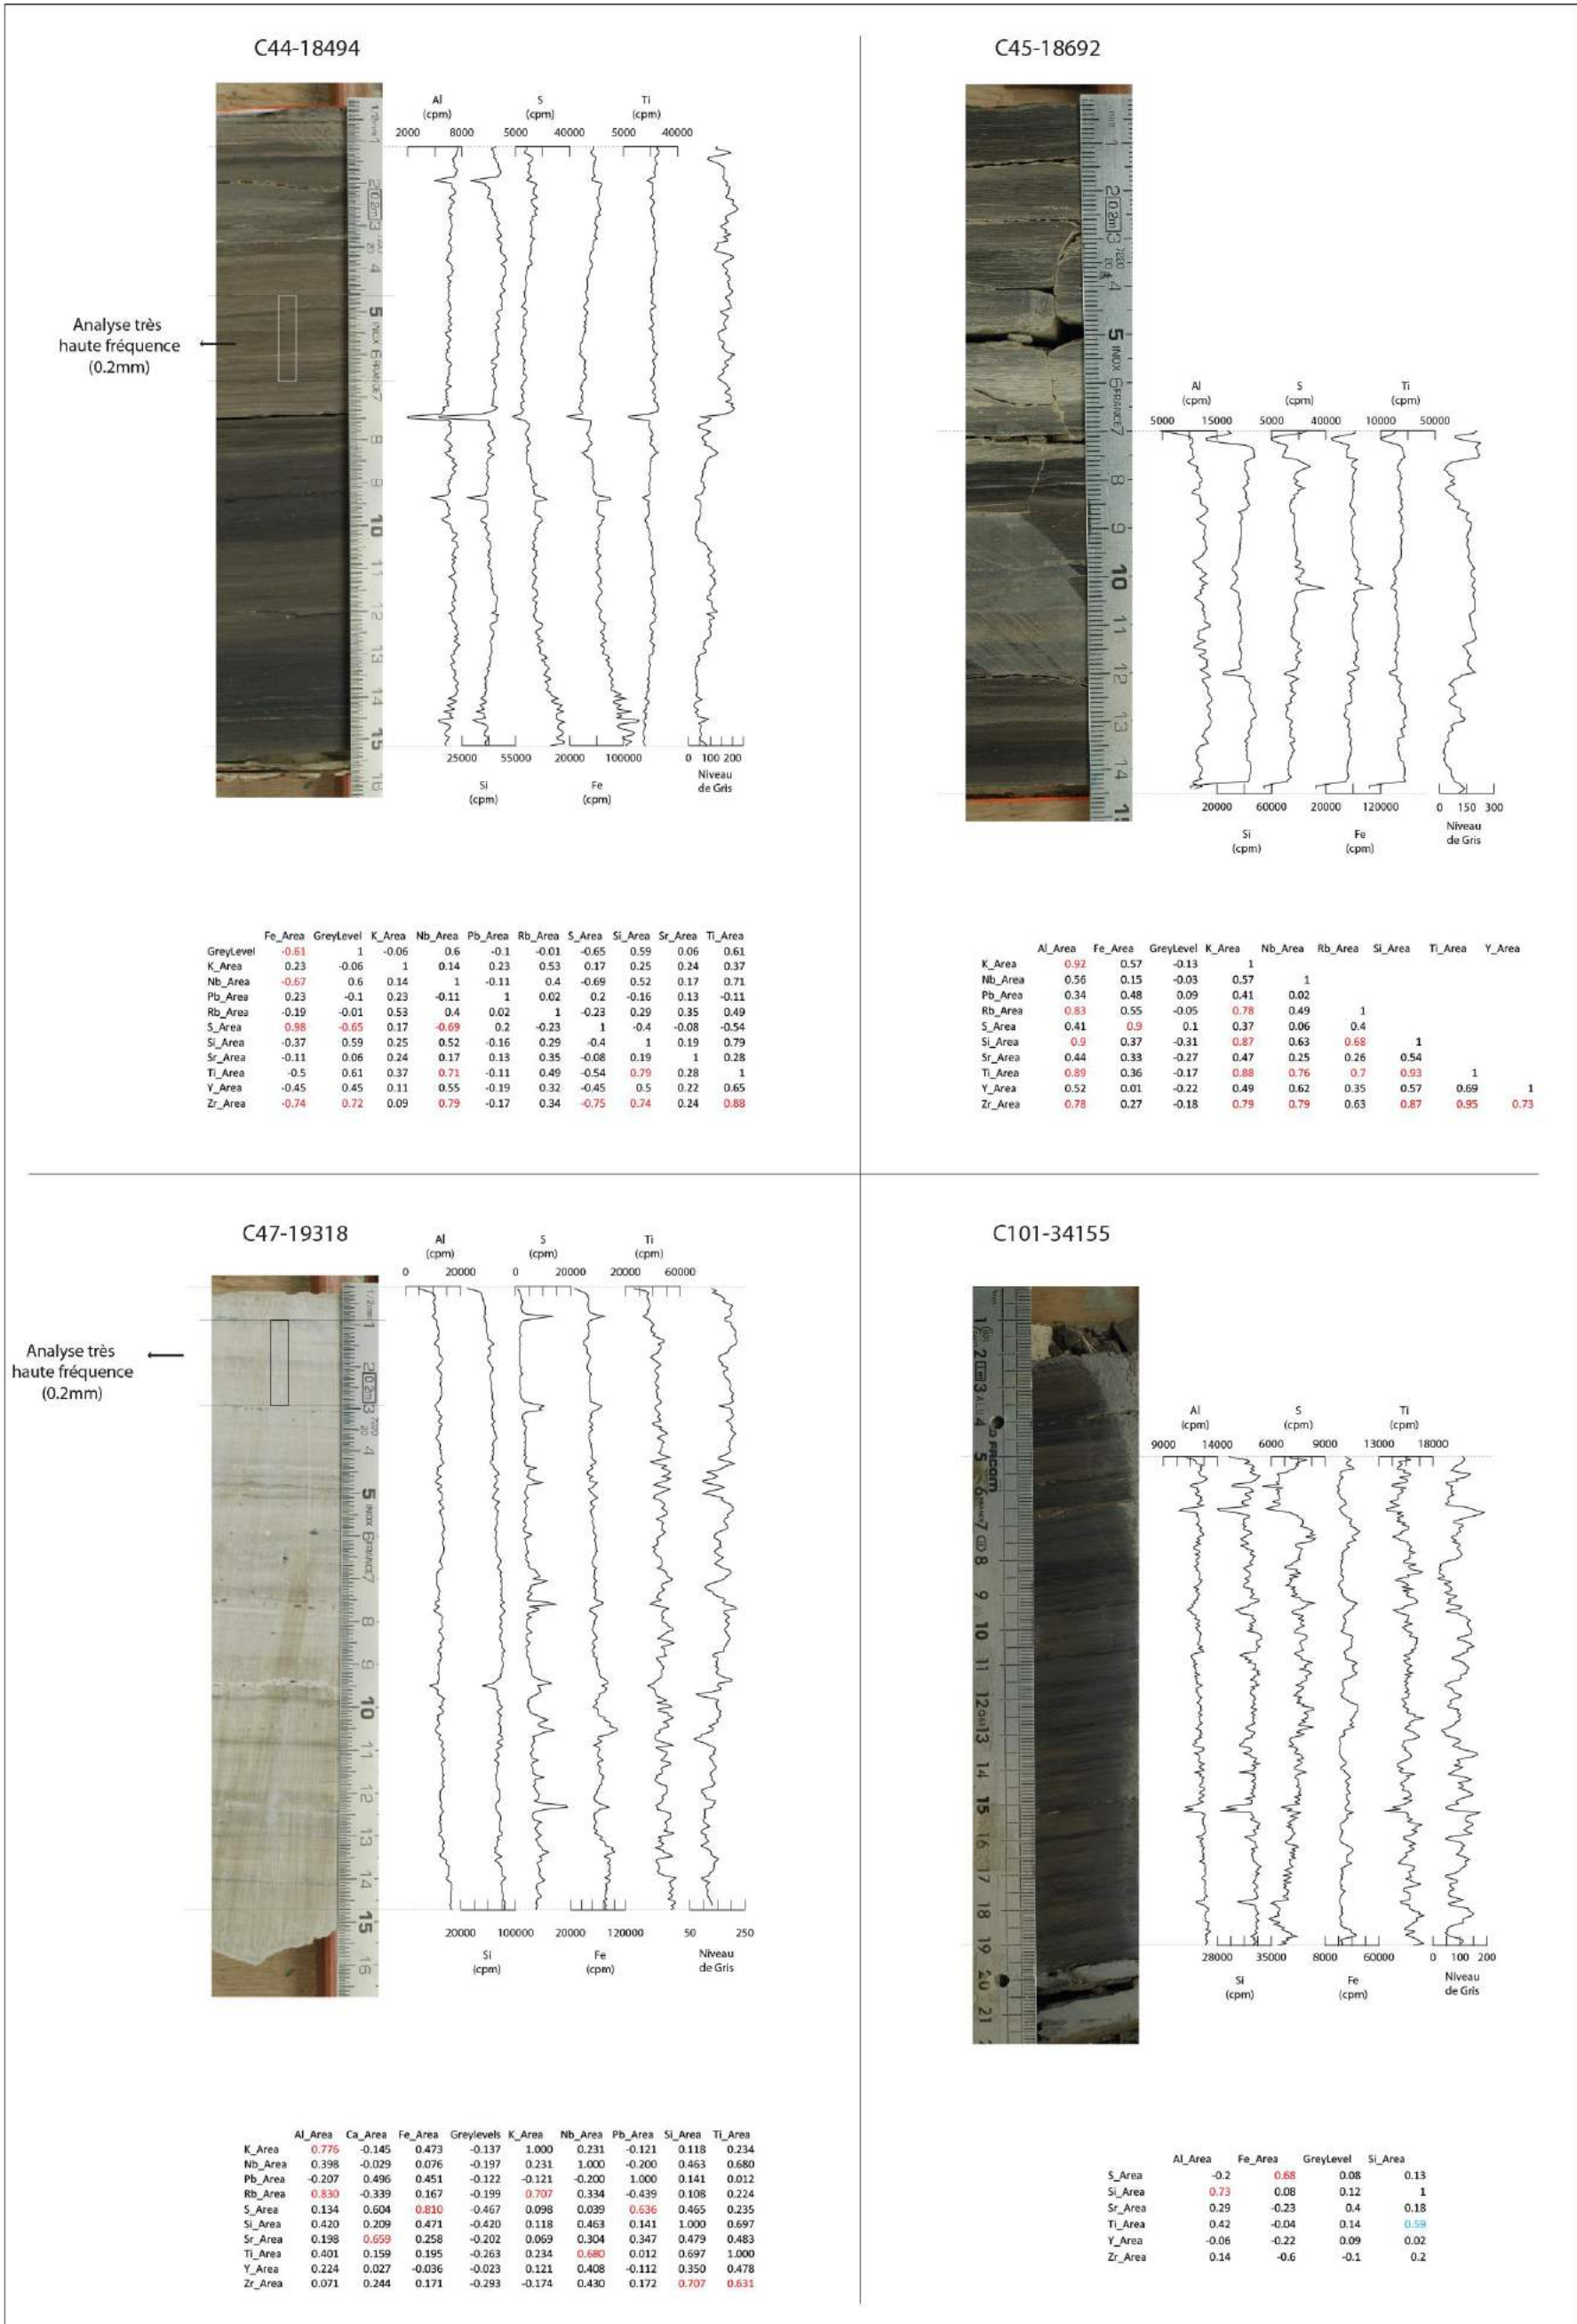 C44-18494
Al
(cpm)
S
(cpm)
Ti
(cpm)
2000 8000 5000 40000 5000 40000
Analyse très
haute fréquence
(0.2mm)
25000 55000 20000 100000 0 100 200
Si
(cpm)
Fe
(cpm)
Niveau
de Gris
Fe_Area GreyLevel K_Area Nb_Area Pb_Area Rb_Area S_Area Si_Area Sr_Area Ti_Area
GreyLevel -0.61 1 -0.06 0.6 -0.1 -0.01 -0.65 0.59 0.06 0.61
K_Area 0.23 -0.06 1 0.14 0.23 0.53 0.17 0.25 0.24 0.37
Nb_Area -0.67 0.6 0.14 1 -0.11 0.4 -0.69 0.52 0.17 0.71
Pb_Area 0.23 -0.1 0.23 -0.11 1 0.02 0.2 -0.16 0.13 -0.11
Rb_Area -0.19 -0.01 0.53 0.4 0.02 1 -0.23 0.29 0.35 0.49
S_Area 0.98 -0.65 0.17 -0.69 0.2 -0.23 1 -0.4 -0.08 -0.54
Si_Area -0.37 0.59 0.25 0.52 -0.16 0.29 -0.4 1 0.19 0.79
Sr_Area -0.11 0.06 0.24 0.17 0.13 0.35 -0.08 0.19 1 0.28
Ti_Area -0.5 0.61 0.37 0.71 -0.11 0.49 -0.54 0.79 0.28 1
Y_Area -0.45 0.45 0.11 0.55 -0.19 0.32 -0.45 0.5 0.22 0.65
Zr_Area -0.74 0.72 0.09 0.79 -0.17 0.34 -0.75 0.74 0.24 0.88
C45-18692
Al
(cpm)
S
(cpm)
Ti
(cpm)
5000 15000 5000 40000 10000 50000
20000 60000 20000 120000 0 150 300
Si
(cpm)
Fe
(cpm)
Niveau
de Gris
Al_Area Fe_Area GreyLevel K_Area Nb_Area Rb_Area Si_Area Ti_Area Y_Area
K_Area 0.92 0.57 -0.13 1
Nb_Area 0.56 0.15 -0.03 0.57 1
Pb_Area 0.34 0.48 0.09 0.41 0.02
Rb_Area 0.83 0.55 -0.05 0.78 0.49 1
S_Area 0.41 0.9 0.1 0.37 0.06 0.4
Si_Area 0.9 0.37 -0.31 0.87 0.63 0.68 1
Sr_Area 0.44 0.33 -0.27 0.47 0.25 0.26 0.54
Ti_Area 0.89 0.36 -0.17 0.88 0.76 0.7 0.93 1
Y_Area 0.52 0.01 -0.22 0.49 0.62 0.35 0.57 0.69 1
Zr_Area 0.78 0.27 -0.18 0.79 0.79 0.63 0.87 0.95 0.73
C47-19318
Al
(cpm)
S
(cpm)
Ti
(cpm)
0 20000 0 20000 20000 60000
Analyse très
haute fréquence
(0.2mm)
20000 100000 20000 120000 50 250
Si
(cpm)
Fe
(cpm)
Niveau
de Gris
Al_Area Ca_Area Fe_Area Greylevels K_Area Nb_Area Pb_Area Si_Area Ti_Area
K_Area 0.776 -0.145 0.473 -0.137 1.000 0.231 -0.121 0.118 0.234
Nb_Area 0.398 -0.029 0.076 -0.197 0.231 1.000 -0.200 0.463 0.680
Pb_Area -0.207 0.496 0.451 -0.122 -0.121 -0.200 1.000 0.141 0.012
Rb_Area 0.830 -0.339 0.167 -0.199 0.707 0.334 -0.439 0.108 0.224
S_Area 0.134 0.604 0.810 -0.467 0.098 0.039 0.636 0.465 0.235
Si_Area 0.420 0.209 0.471 -0.420 0.118 0.463 0.141 1.000 0.697
Sr_Area 0.198 0.659 0.258 -0.202 0.069 0.304 0.347 0.479 0.483
Ti_Area 0.401 0.159 0.195 -0.263 0.234 0.680 0.012 0.697 1.000
Y_Area 0.224 0.027 -0.036 -0.023 0.121 0.408 -0.112 0.350 0.478
Zr_Area 0.071 0.244 0.171 -0.293 -0.174 0.430 0.172 0.707 0.631
C101-34155
Al
(cpm)
S
(cpm)
Ti
(cpm)
9000 14000 6000 9000 13000 18000
28000 35000 8000 60000 0 100 200
Si
(cpm)
Fe
(cpm)
Niveau
de Gris
Al_Area Fe_Area GreyLevel Si_Area
S_Area -0.2 0.68 0.08 0.13
Si_Area 0.73 0.08 0.12 1
Sr_Area 0.29 -0.23 0.4 0.18
Ti_Area 0.42 -0.04 0.14 0.59
Y_Area -0.06 -0.22 0.09 0.02
Zr_Area 0.14 -0.6 -0.1 0.2